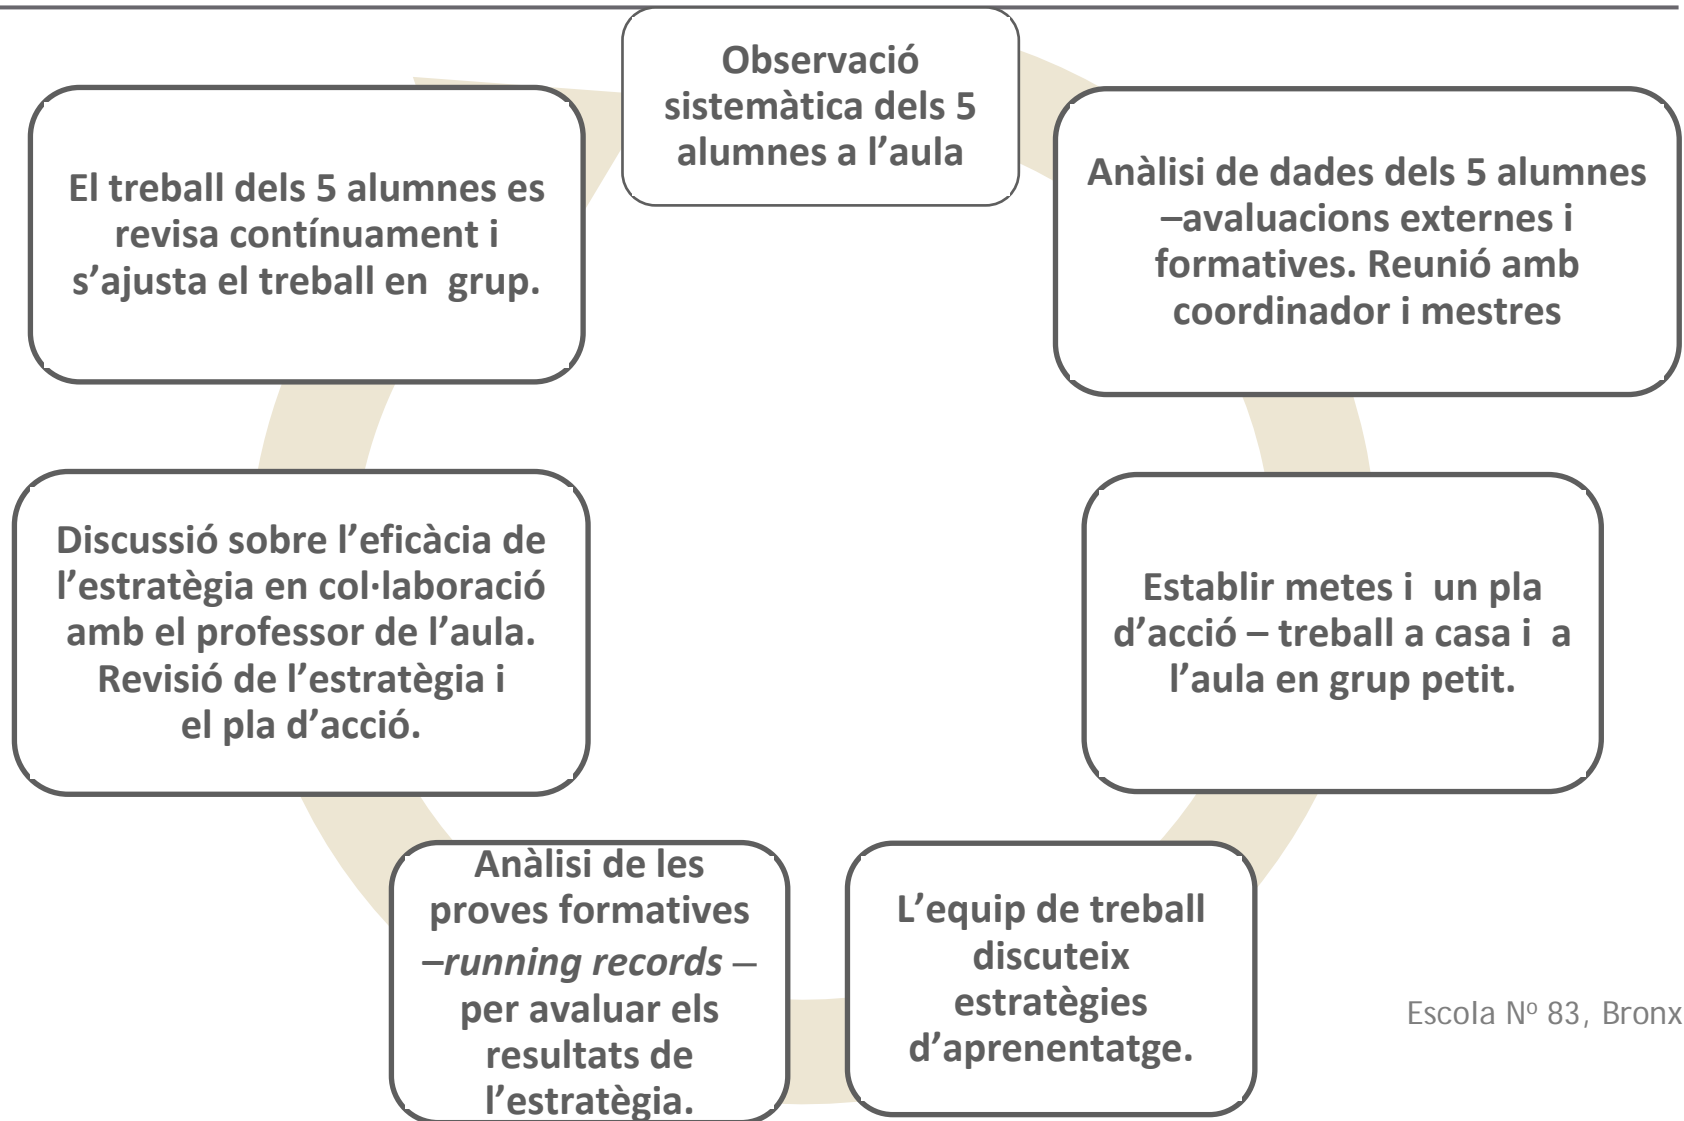 Observació
sistemàtica dels 5
alumnes a l’aula
Anàlisi de dades dels 5 alumnes
–avaluacions externes i
formatives. Reunió amb
coordinador i mestres
Establir metes i un pla
d’acció – treball a casa i a
l’aula en grup petit.
L’equip de treball
discuteix
estratègies
d’aprenentatge.
Anàlisi de les
proves formatives
–running records –
per avaluar els
resultats de
l’estratègia.
Discussió sobre l’eficàcia de
l’estratègia en col·laboració
amb el professor de l’aula.
Revisió de l’estratègia i
el pla d’acció.
El treball dels 5 alumnes es
revisa contínuament i
s’ajusta el treball en grup.
Escola Nº 83, Bronx